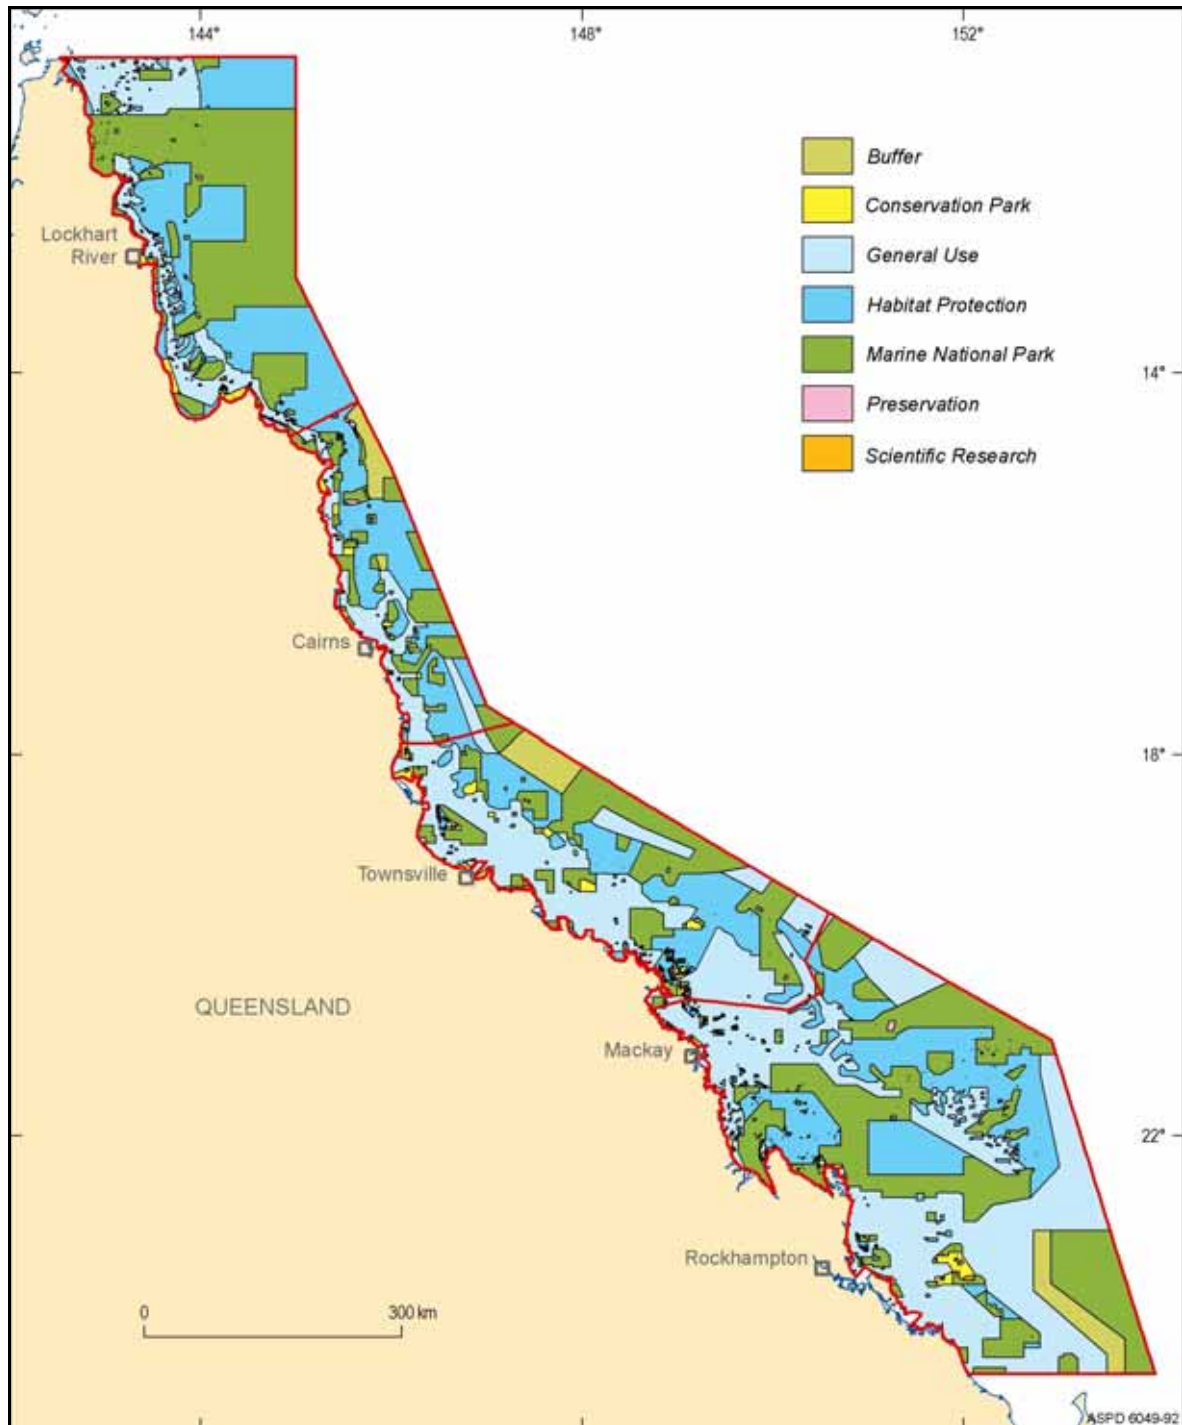 144°
148°
152°
Buffer
Conservation Park
General Use
Habitat Protection
Marine National Park
Preservation
Scientific Research
Lockhart
River
14°
Cairns
18°
Townsville
QUEENSLAND
Mackay
22°
Rockhampton
0
300 km
ASPD 6049-92